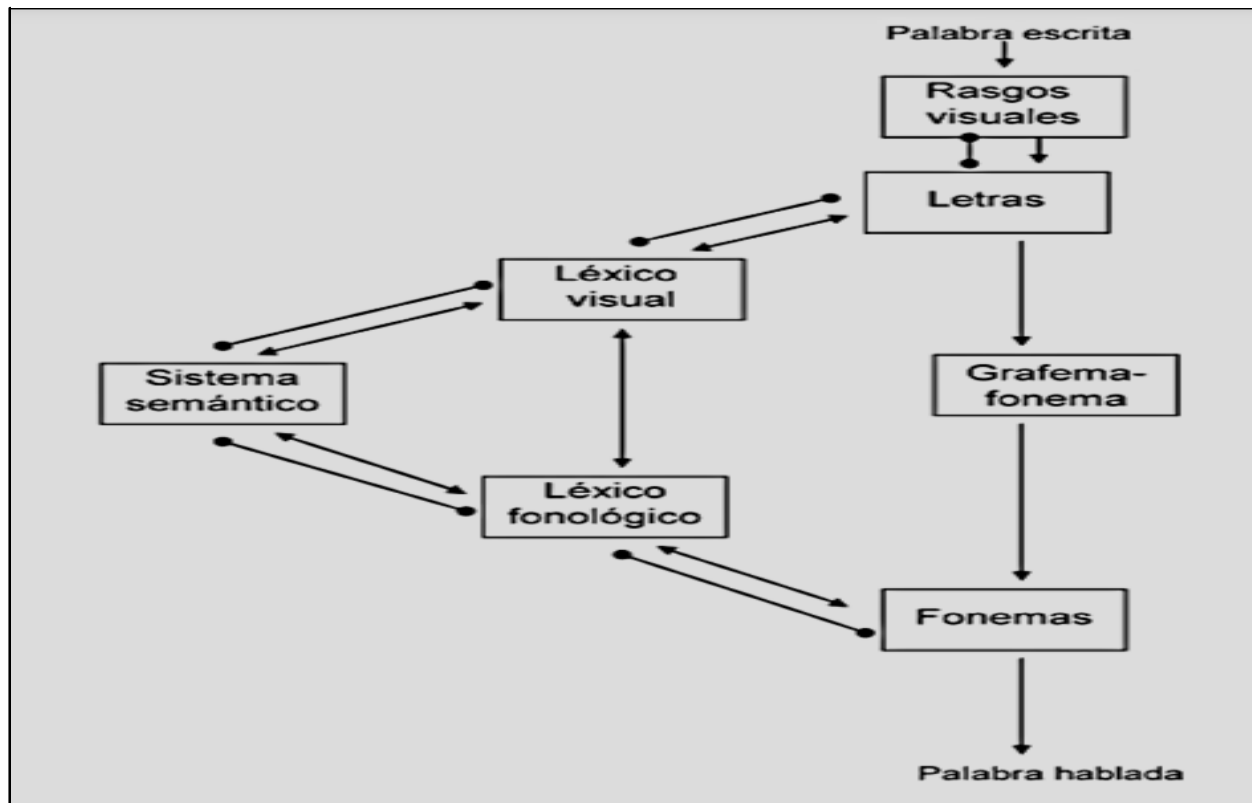 Palabra escrita
Rasgos
visuales
Letras
Léxico
visual
Sistema
semántico
Grafema-
fonema
Léxico
fonológico
Fonemas
Palabra hablada